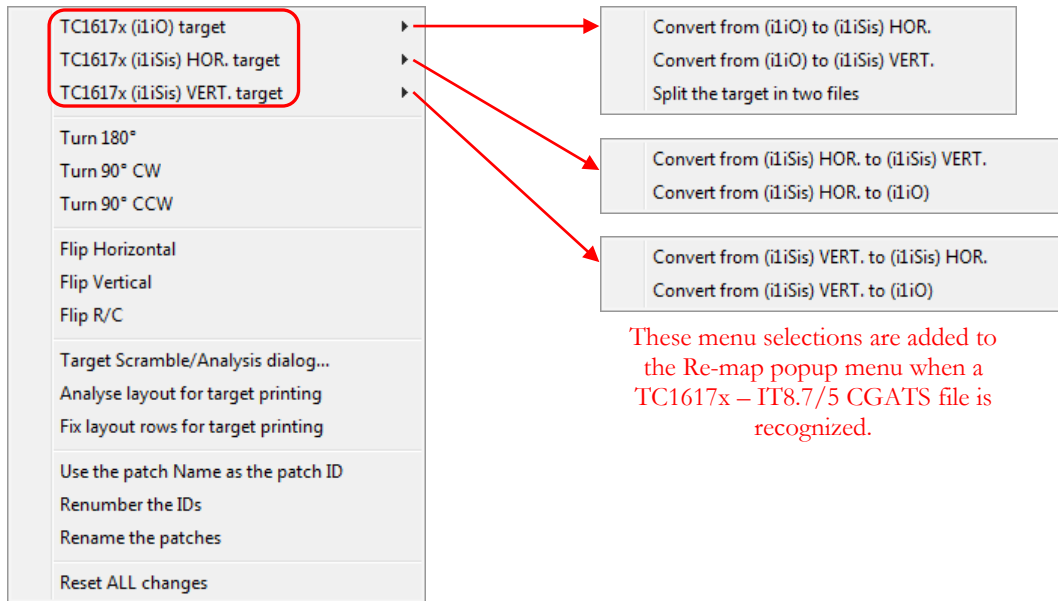 TC1617x (i1iO) target
TC1617x (i1iSis) HOR. target
TC1617x (i1iSis) VERT. target
Turn 180°
Turn 90° CW
Turn 90° CCW
Flip Horizontal
Flip Vertical
Flip R/C
Target Scramble/Analysis dialog...
Analyse layout for target printing
Fix layout rows for target printing
Use the patch Name as the patch ID
Renumber the IDs
Rename the patches
Reset ALL changes
Convert from (i1iO) to (i1iSis) HOR.
Convert from (i1iO) to (i1iSis) VERT.
Split the target in two files
Convert from (i1iSis) HOR. to (i1iSis) VERT.
Convert from (i1iSis) HOR. to (i1iO)
Convert from (i1iSis) VERT. to (i1iSis) HOR.
Convert from (i1iSis) VERT. to (i1iO)
These menu selections are added to
the Re-map popup menu when a
TC1617x – IT8.7/5 CGATS file is
recognized.